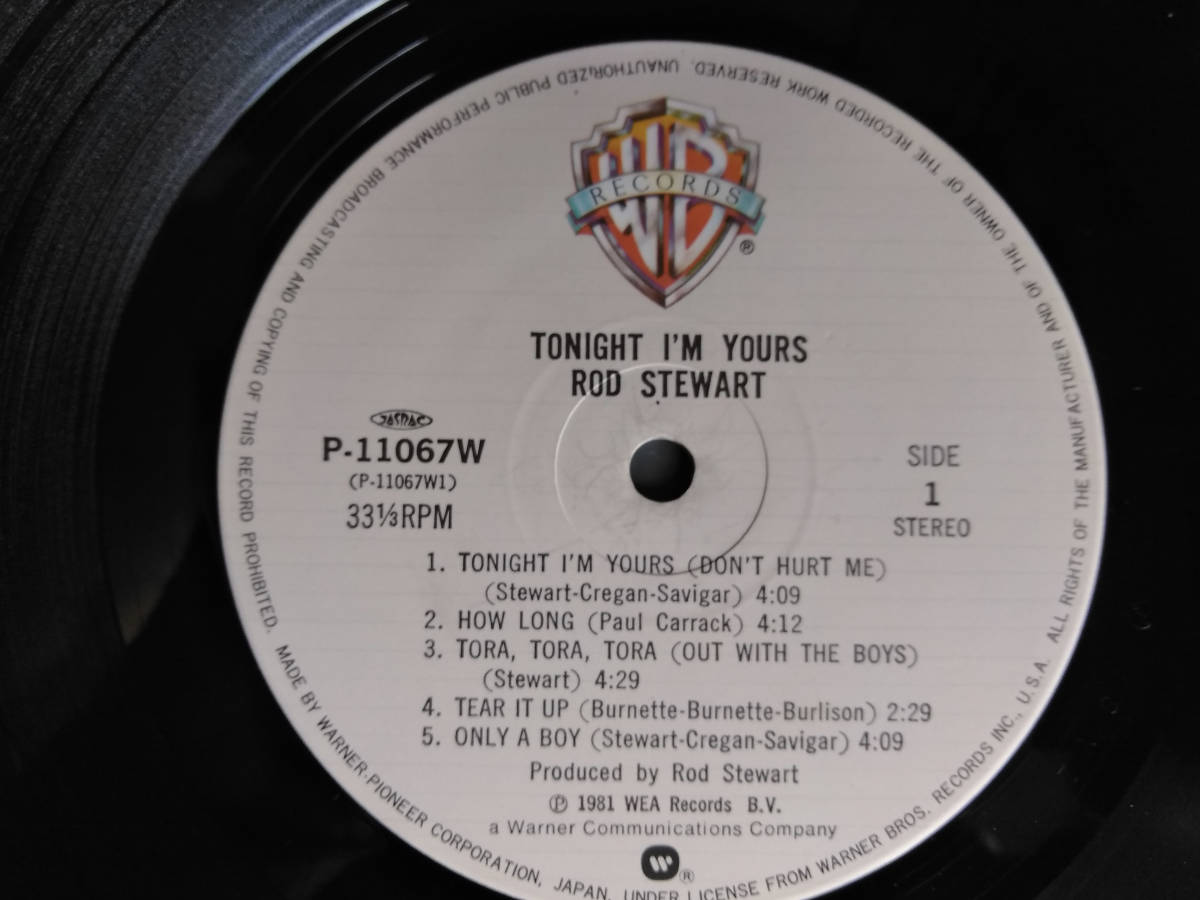 WB
RECORDS
®
TONIGHT I'M YOURS
ROD STEWART
JASRAC
P-11067W
(P-11067W1)
33⅓RPM
SIDE
1
STEREO
1. TONIGHT I'M YOURS (DON'T HURT ME)
(Stewart-Cregan-Savigar) 4:09
2. HOW LONG (Paul Carrack) 4:12
3. TORA, TORA, TORA (OUT WITH THE BOYS)
(Stewart) 4:29
4. TEAR IT UP (Burnette-Burnette-Burlison) 2:29
5. ONLY A BOY (Stewart-Cregan-Savigar) 4:09
Produced by Rod Stewart
℗ 1981 WEA Records B.V.
a Warner Communications Company
®
MADE BY WARNER-PIONEER CORPORATION, JAPAN, UNDER LICENSE FROM WARNER BROS. RECORDS INC., U.S.A. ALL RIGHTS OF THE MANUFACTURER AND OF THE OWNER OF THE RECORDED WORK RESERVED. UNAUTHORIZED PUBLIC PERFORMANCE BROADCASTING AND COPYING OF THIS RECORD PROHIBITED.